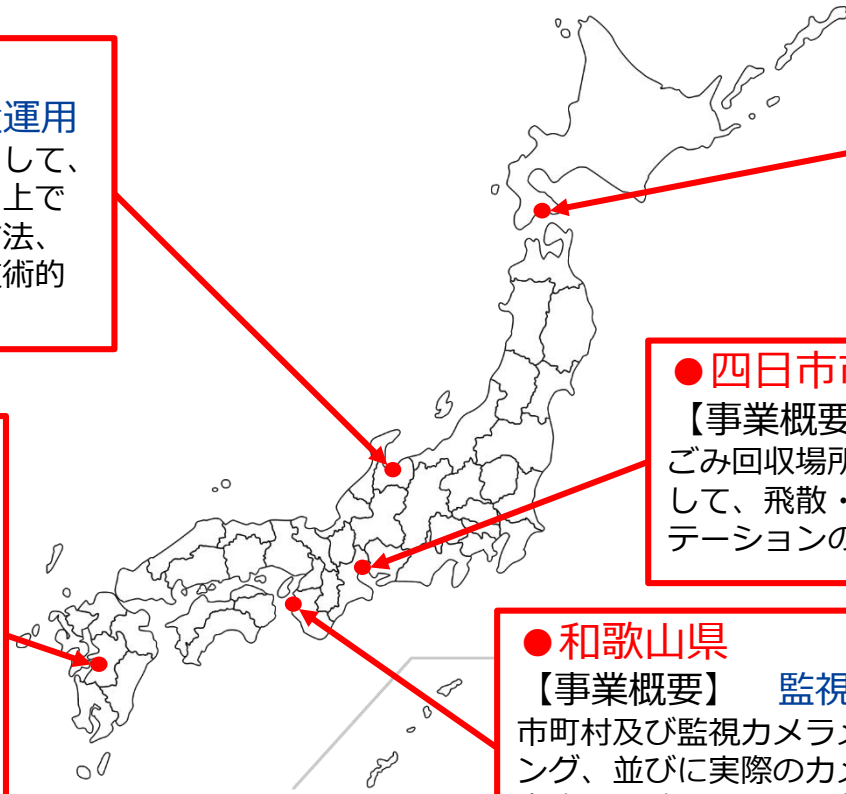 運用
して、
上で
法、
術的
●四日市市
【事業概要
ごみ回収場所
して、飛散・
テーションの
●和歌山県
【事業概要】 監視
市町村及び監視カメラメ
ング、並びに実際のカメ